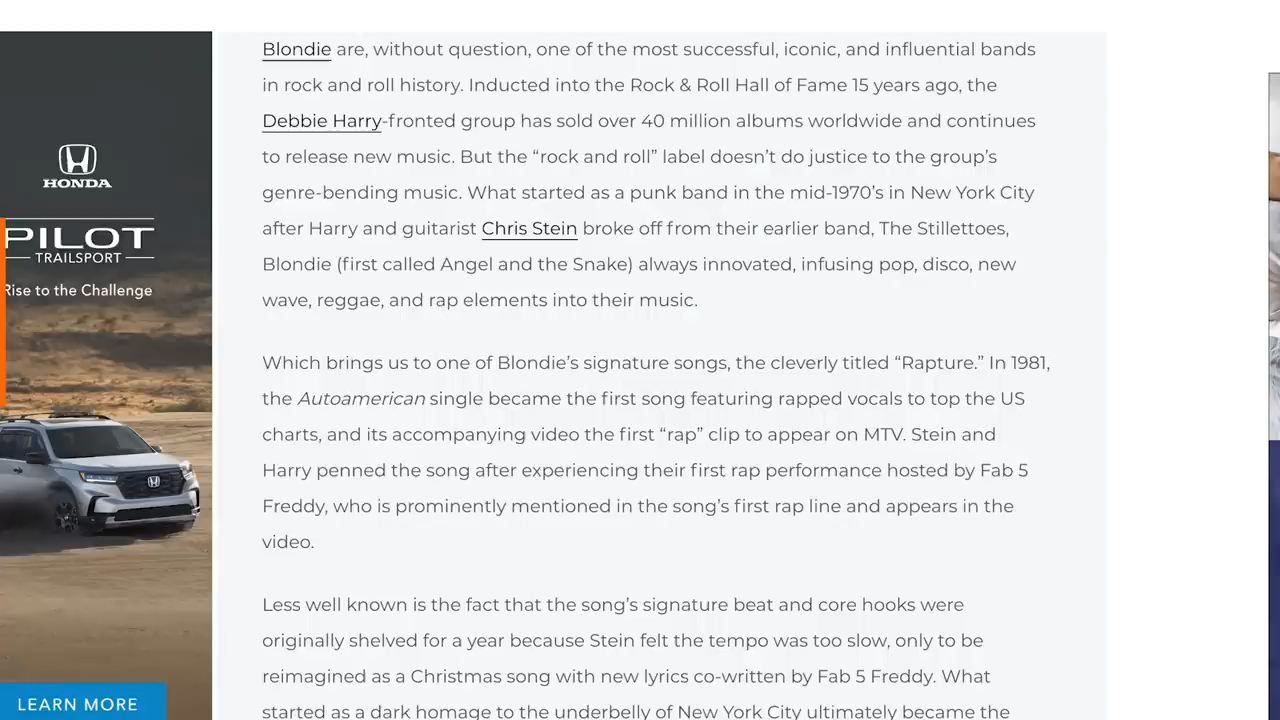 HONDA
PILOT
TRAILSPORT
Rise to the Challenge
LEARN MORE
Blondie are, without question, one of the most successful, iconic, and influential bands
in rock and roll history. Inducted into the Rock & Roll Hall of Fame 15 years ago, the
Debbie Harry-fronted group has sold over 40 million albums worldwide and continues
to release new music. But the “rock and roll” label doesn’t do justice to the group’s
genre-bending music. What started as a punk band in the mid-1970’s in New York City
after Harry and guitarist Chris Stein broke off from their earlier band, The Stillettoes,
Blondie (first called Angel and the Snake) always innovated, infusing pop, disco, new
wave, reggae, and rap elements into their music.
Which brings us to one of Blondie’s signature songs, the cleverly titled “Rapture.” In 1981,
the Autoamerican single became the first song featuring rapped vocals to top the US
charts, and its accompanying video the first “rap” clip to appear on MTV. Stein and
Harry penned the song after experiencing their first rap performance hosted by Fab 5
Freddy, who is prominently mentioned in the song’s first rap line and appears in the
video.
Less well known is the fact that the song’s signature beat and core hooks were
originally shelved for a year because Stein felt the tempo was too slow, only to be
reimagined as a Christmas song with new lyrics co-written by Fab 5 Freddy. What
started as a dark homage to the underbelly of New York City ultimately became the